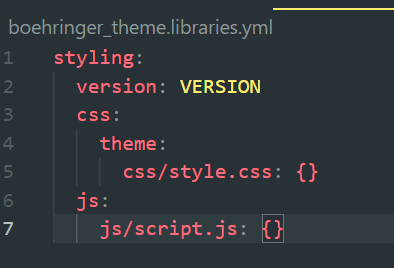 boehringer_theme.libraries.yml
1 styling:
2   version: VERSION
3   css:
4     theme:
5       css/style.css: {}
6   js:
7     js/script.js: {}